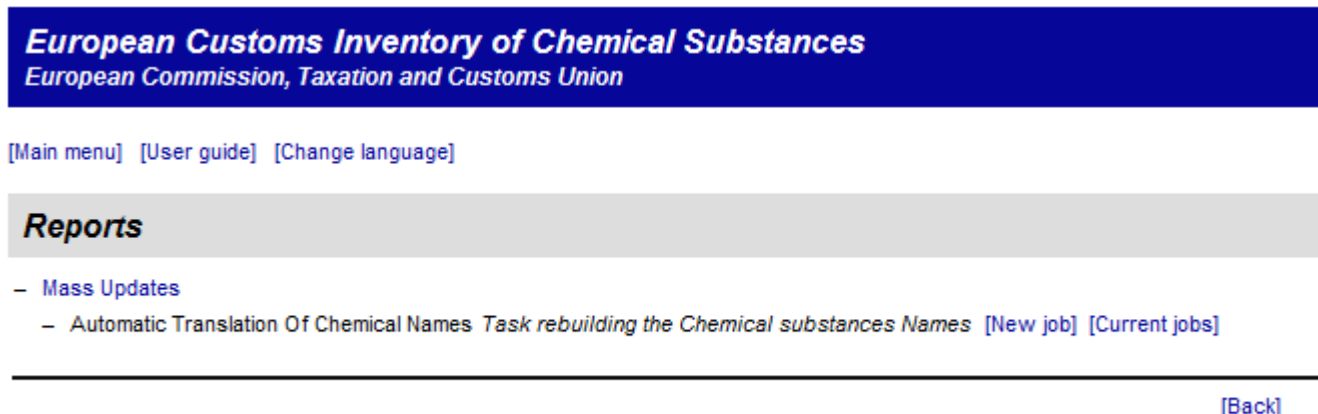 European Customs Inventory of Chemical Substances
European Commission, Taxation and Customs Union
[Main menu] [User guide] [Change language]
Reports
– Mass Updates
– Automatic Translation Of Chemical Names Task rebuilding the Chemical substances Names [New job] [Current jobs]
[Back]